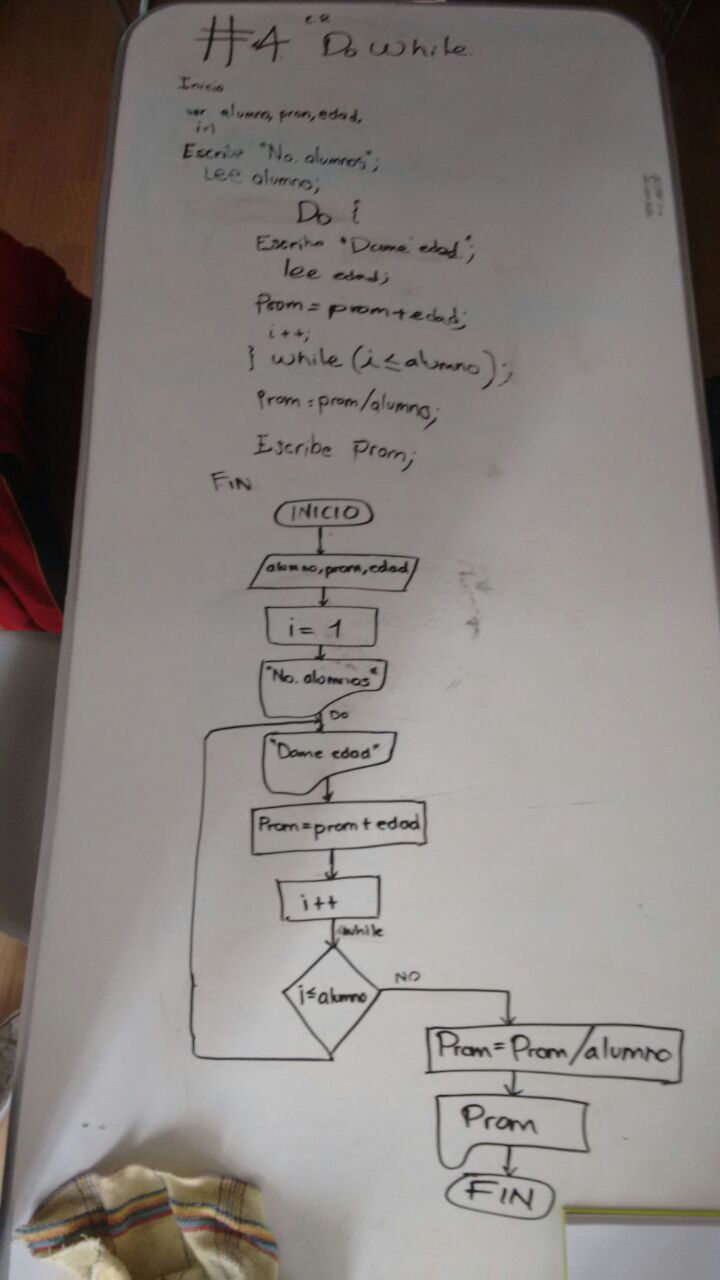 #4 "Do while
Inicio
var alumno, prom, edad,
i=1
Escribe "No. alumnos";
Lee alumno;
Do {
Escribe "Dame edad";
lee edad;
Prom = prom + edad;
i++;
} while (i ≤ alumno);
Prom = prom/alumno;
Escribe Prom;
FIN
INICIO
alumno, prom, edad
i = 1
"No. alumnos"
Do
"Dame edad"
Prom = prom + edad
i++
while
i ≤ alumno
NO
Prom = Prom/alumno
Prom
FIN